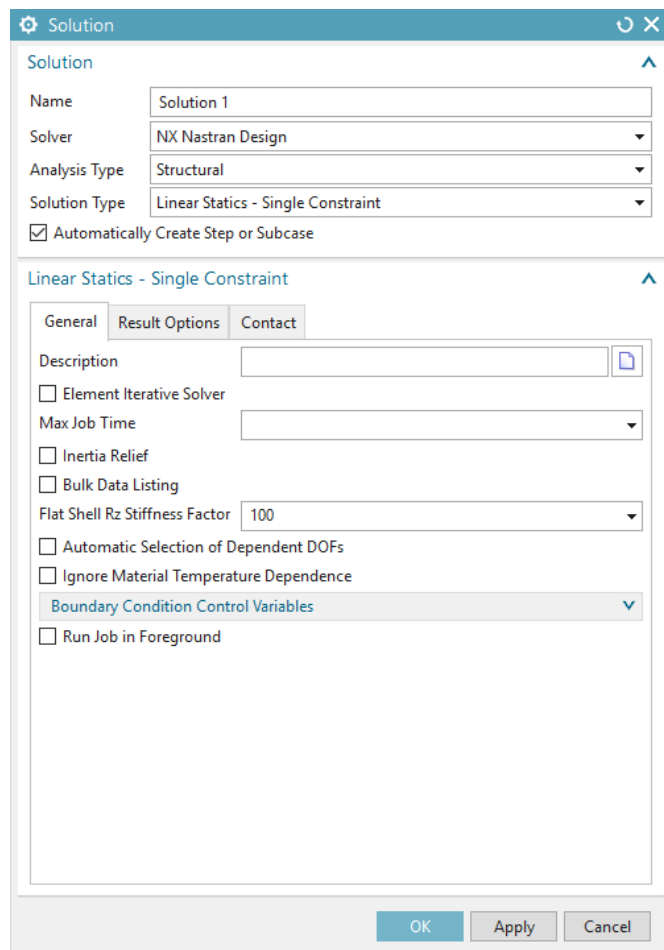 Solution
Solution
Name Solution 1
Solver NX Nastran Design
Analysis Type Structural
Solution Type Linear Statics - Single Constraint
Automatically Create Step or Subcase
Linear Statics - Single Constraint
General Result Options Contact
Description
Element Iterative Solver
Max Job Time
Inertia Relief
Bulk Data Listing
Flat Shell Rz Stiffness Factor 100
Automatic Selection of Dependent DOFs
Ignore Material Temperature Dependence
Boundary Condition Control Variables
Run Job in Foreground
OK Apply Cancel